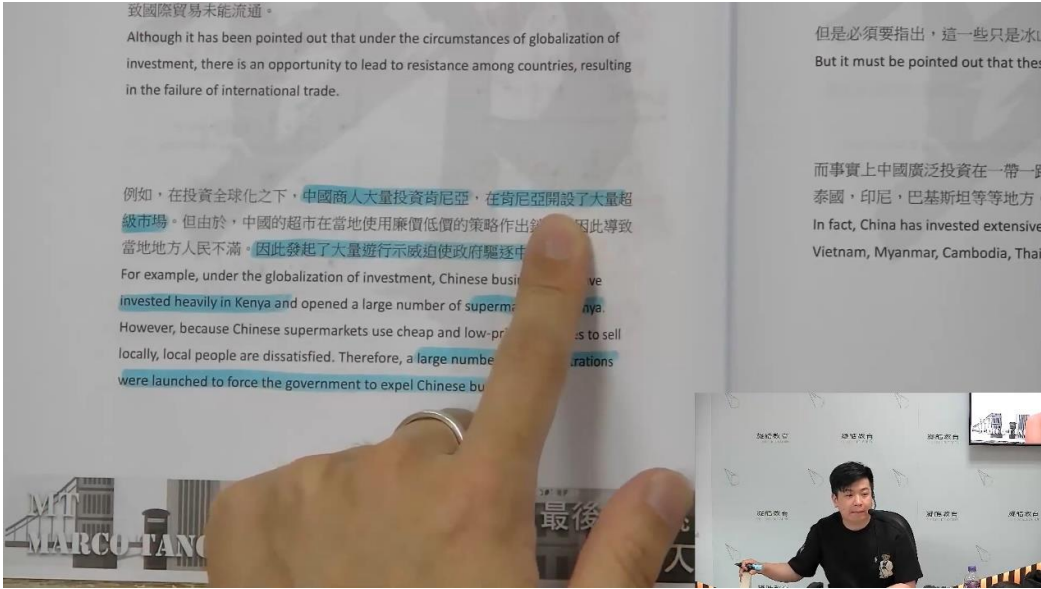 致國際貿易未能流通。
Although it has been pointed out that under the circumstances of globalization of
investment, there is an opportunity to lead to resistance among countries, resulting
in the failure of international trade.
例如，在投資全球化之下，中國商人大量投資肯尼亞，在肯尼亞開設了大量超
級市場。但由於，中國的超市在當地使用廉價低價的策略作出 因此導致
當地地方人民不滿。因此發起了大量遊行示威迫使政府驅逐中
For example, under the globalization of investment, Chinese
invested heavily in Kenya and opened a large number of
However, because Chinese supermarkets use cheap and to sell
locally, local people are dissatisfied. Therefore, a large
were launched to force the government to expel Chinese
MT
MARCO TANG
最後
天
但是必須要指出，這一些只是冰
But it must be pointed out that
而事實上中國廣泛投資在一帶一
泰國，印尼，巴基斯坦等等地方
In fact, China has invested
Vietnam, Myanmar, Cambodia,